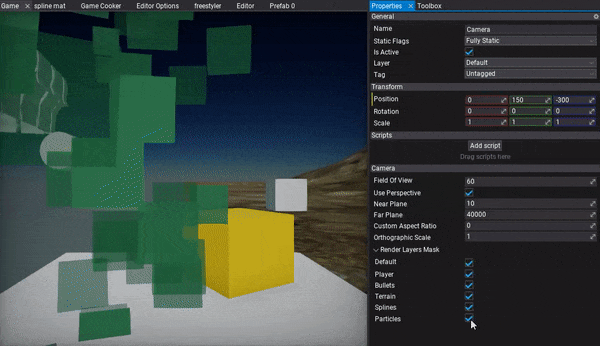 Game spline mat Game Cooker Editor Options freestyler Editor Prefab 0 Properties Toolbox
General
Name Camera
Static Flags Fully Static
Is Active
Layer Default
Tag Untagged
Transform
Position 0 150 -300
Rotation 0 0 0
Scale 1 1 1
Scripts
Add script
Drag scripts here
Camera
Field Of View 60
Use Perspective
Near Plane 10
Far Plane 40000
Custom Aspect Ratio 0
Orthographic Scale 1
Render Layers Mask
Default
Player
Bullets
Terrain
Splines
Particles